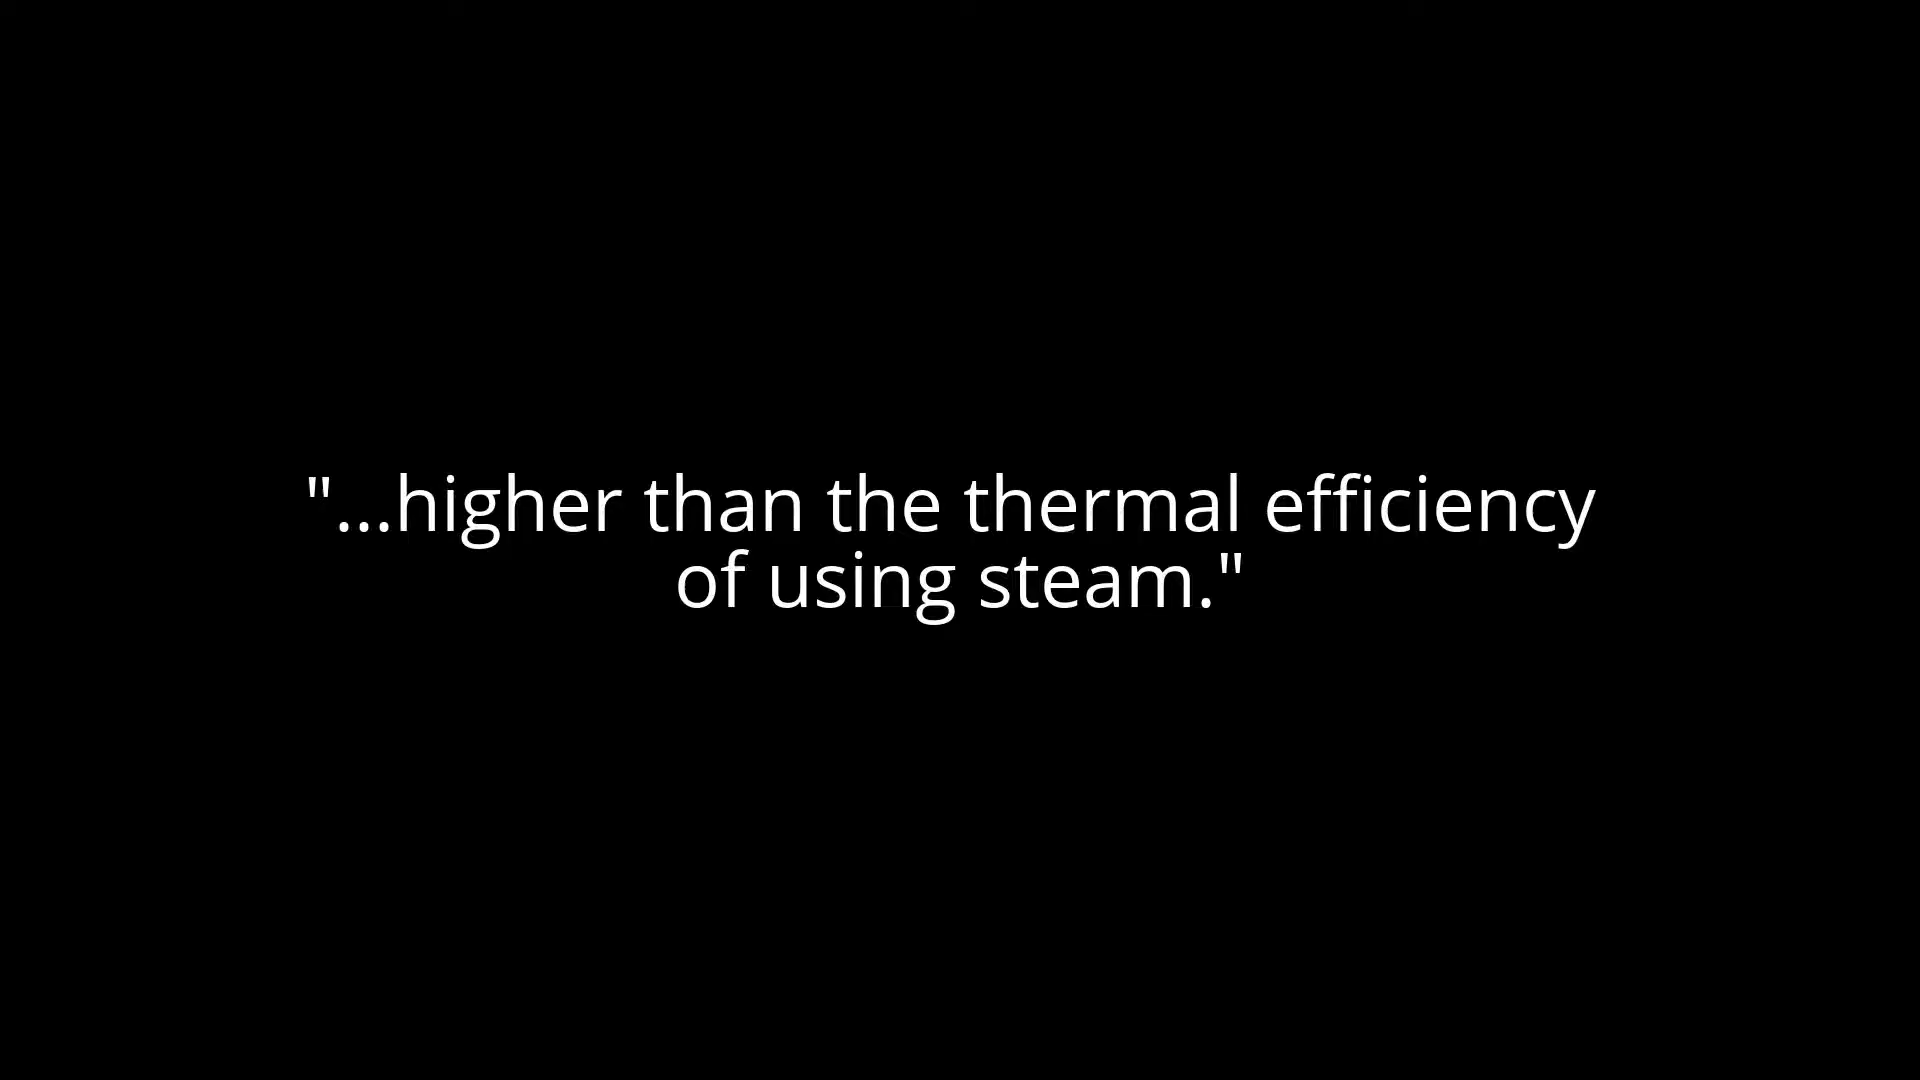 "...higher than the thermal efficiency
of using steam."